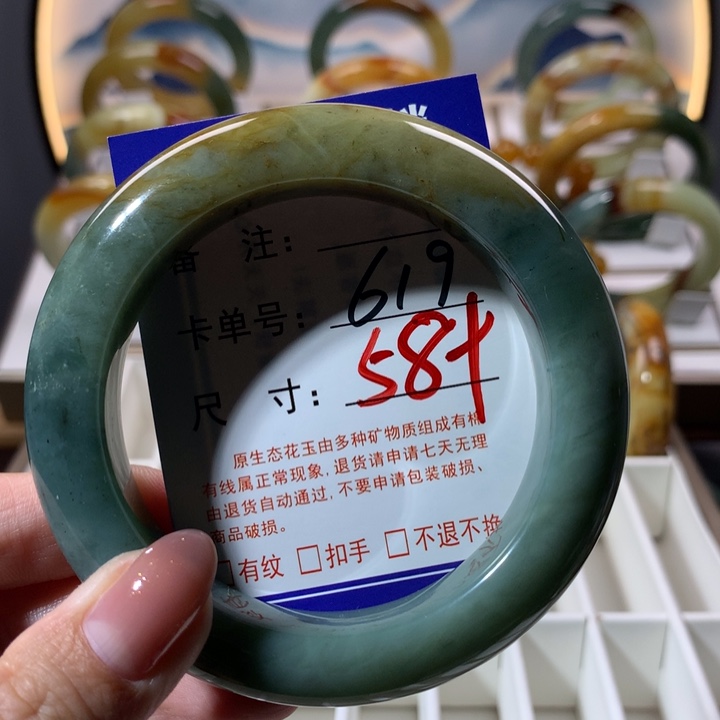 备 注：
卡单号： 619
尺 寸： 58+
原生态花玉由多种矿物质组成有棉
有线属正常现象，退货请申请七天无理
由退货自动通过，不要申请包装破损、
商品破损。
□有纹 □扣手 □不退不换